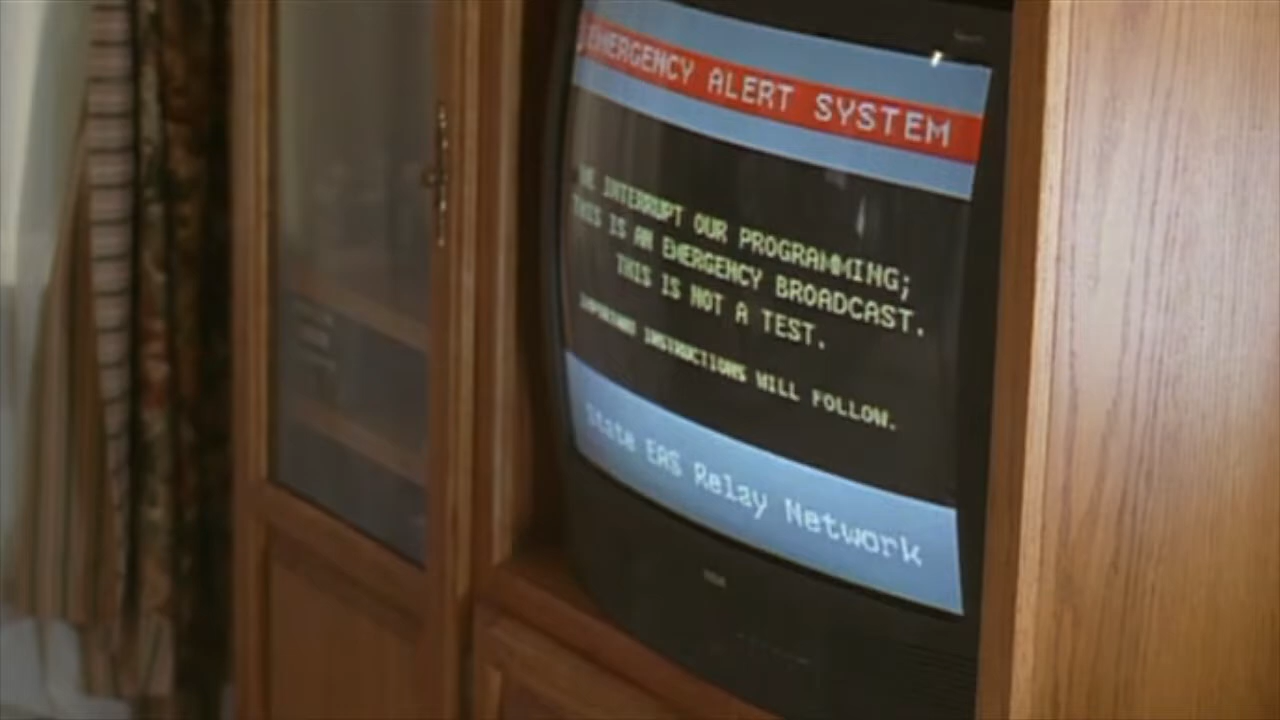 EMERGENCY ALERT SYSTEM
WE INTERRUPT OUR PROGRAMMING;
THIS IS AN EMERGENCY BROADCAST.
THIS IS NOT A TEST.
IMPORTANT INSTRUCTIONS WILL FOLLOW.
State EAS Relay Network